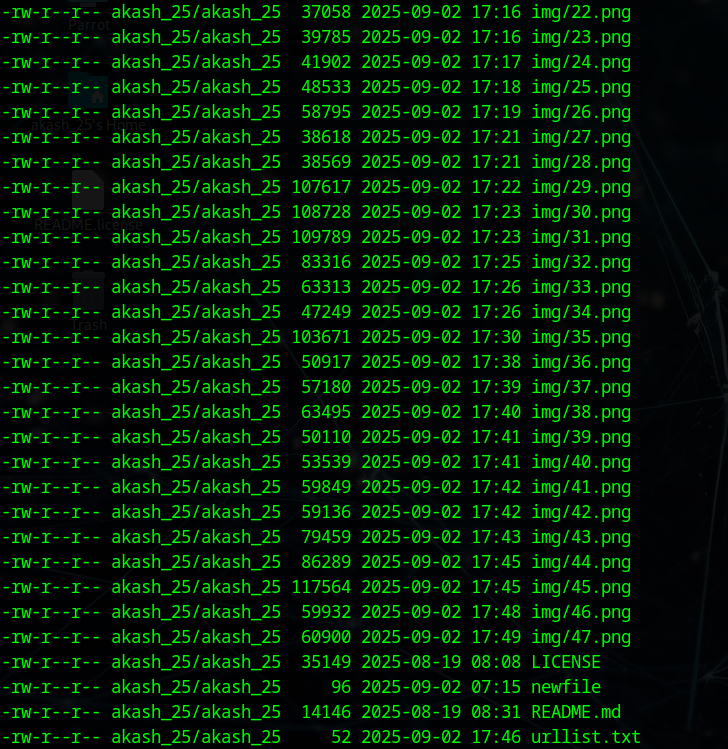 -rw-r--r-- akash_25/akash_25  37058 2025-09-02 17:16 img/22.png
-rw-r--r-- akash_25/akash_25  39785 2025-09-02 17:16 img/23.png
-rw-r--r-- akash_25/akash_25  41902 2025-09-02 17:17 img/24.png
-rw-r--r-- akash_25/akash_25  48533 2025-09-02 17:18 img/25.png
-rw-r--r-- akash_25/akash_25  58795 2025-09-02 17:19 img/26.png
-rw-r--r-- akash_25/akash_25  38618 2025-09-02 17:21 img/27.png
-rw-r--r-- akash_25/akash_25  38569 2025-09-02 17:21 img/28.png
-rw-r--r-- akash_25/akash_25 107617 2025-09-02 17:22 img/29.png
-rw-r--r-- akash_25/akash_25 108728 2025-09-02 17:23 img/30.png
-rw-r--r-- akash_25/akash_25 109789 2025-09-02 17:23 img/31.png
-rw-r--r-- akash_25/akash_25  83316 2025-09-02 17:25 img/32.png
-rw-r--r-- akash_25/akash_25  63313 2025-09-02 17:26 img/33.png
-rw-r--r-- akash_25/akash_25  47249 2025-09-02 17:26 img/34.png
-rw-r--r-- akash_25/akash_25 103671 2025-09-02 17:30 img/35.png
-rw-r--r-- akash_25/akash_25  50917 2025-09-02 17:38 img/36.png
-rw-r--r-- akash_25/akash_25  57180 2025-09-02 17:39 img/37.png
-rw-r--r-- akash_25/akash_25  63495 2025-09-02 17:40 img/38.png
-rw-r--r-- akash_25/akash_25  50110 2025-09-02 17:41 img/39.png
-rw-r--r-- akash_25/akash_25  53539 2025-09-02 17:41 img/40.png
-rw-r--r-- akash_25/akash_25  59849 2025-09-02 17:42 img/41.png
-rw-r--r-- akash_25/akash_25  59136 2025-09-02 17:42 img/42.png
-rw-r--r-- akash_25/akash_25  79459 2025-09-02 17:43 img/43.png
-rw-r--r-- akash_25/akash_25  86289 2025-09-02 17:45 img/44.png
-rw-r--r-- akash_25/akash_25 117564 2025-09-02 17:45 img/45.png
-rw-r--r-- akash_25/akash_25  59932 2025-09-02 17:48 img/46.png
-rw-r--r-- akash_25/akash_25  60900 2025-09-02 17:49 img/47.png
-rw-r--r-- akash_25/akash_25  35149 2025-08-19 08:08 LICENSE
-rw-r--r-- akash_25/akash_25     96 2025-09-02 07:15 newfile
-rw-r--r-- akash_25/akash_25  14146 2025-08-19 08:31 README.md
-rw-r--r-- akash_25/akash_25     52 2025-09-02 17:46 urllist.txt
Parrot
akash_25's Home
README.license
Trash